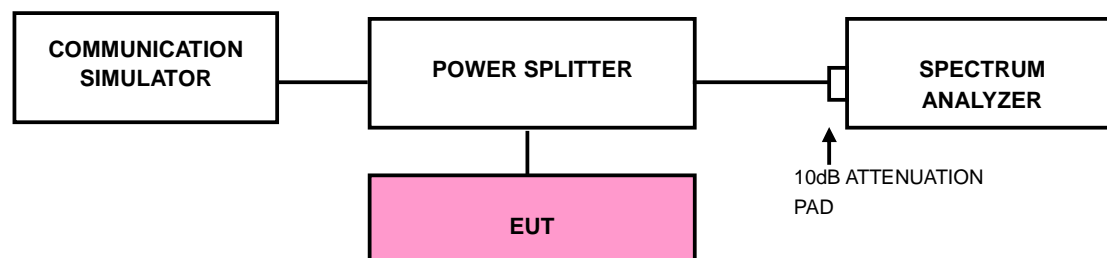 COMMUNICATION
SIMULATOR
POWER SPLITTER
SPECTRUM
ANALYZER
10dB ATTENUATION
PAD
EUT